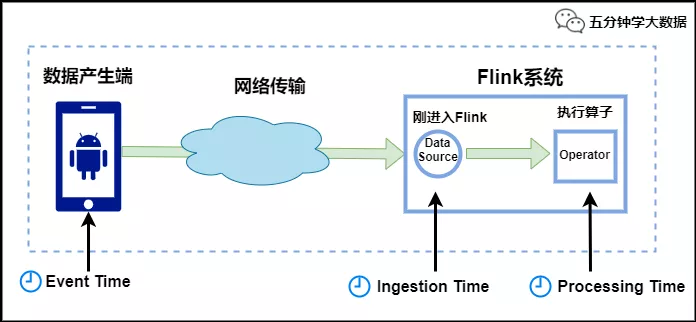 五分钟学大数据
数据产生端
网络传输
Flink系统
刚进入Flink
执行算子
Data
Source
Operator
Event Time
Ingestion Time
Processing Time